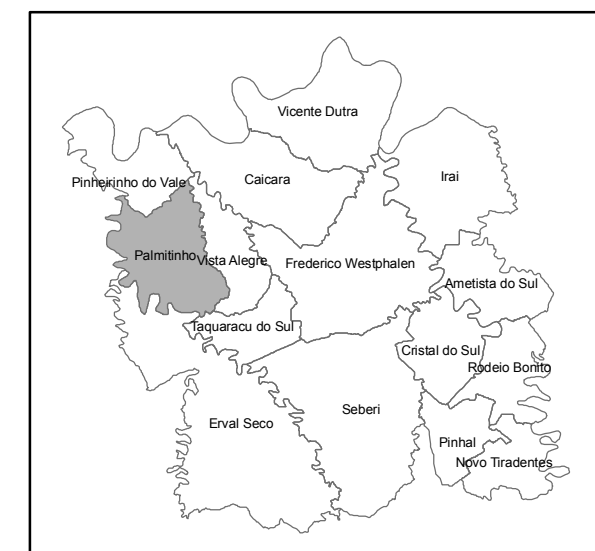 Vicente Dutra
Caicara
Irai
Pinheirinho do Vale
Palmitinho
Vista Alegre
Frederico Westphalen
Ametista do Sul
Taquaracu do Sul
Cristal do Sul
Rodeio Bonito
Erval Seco
Seberi
Pinhal
Novo Tiradentes